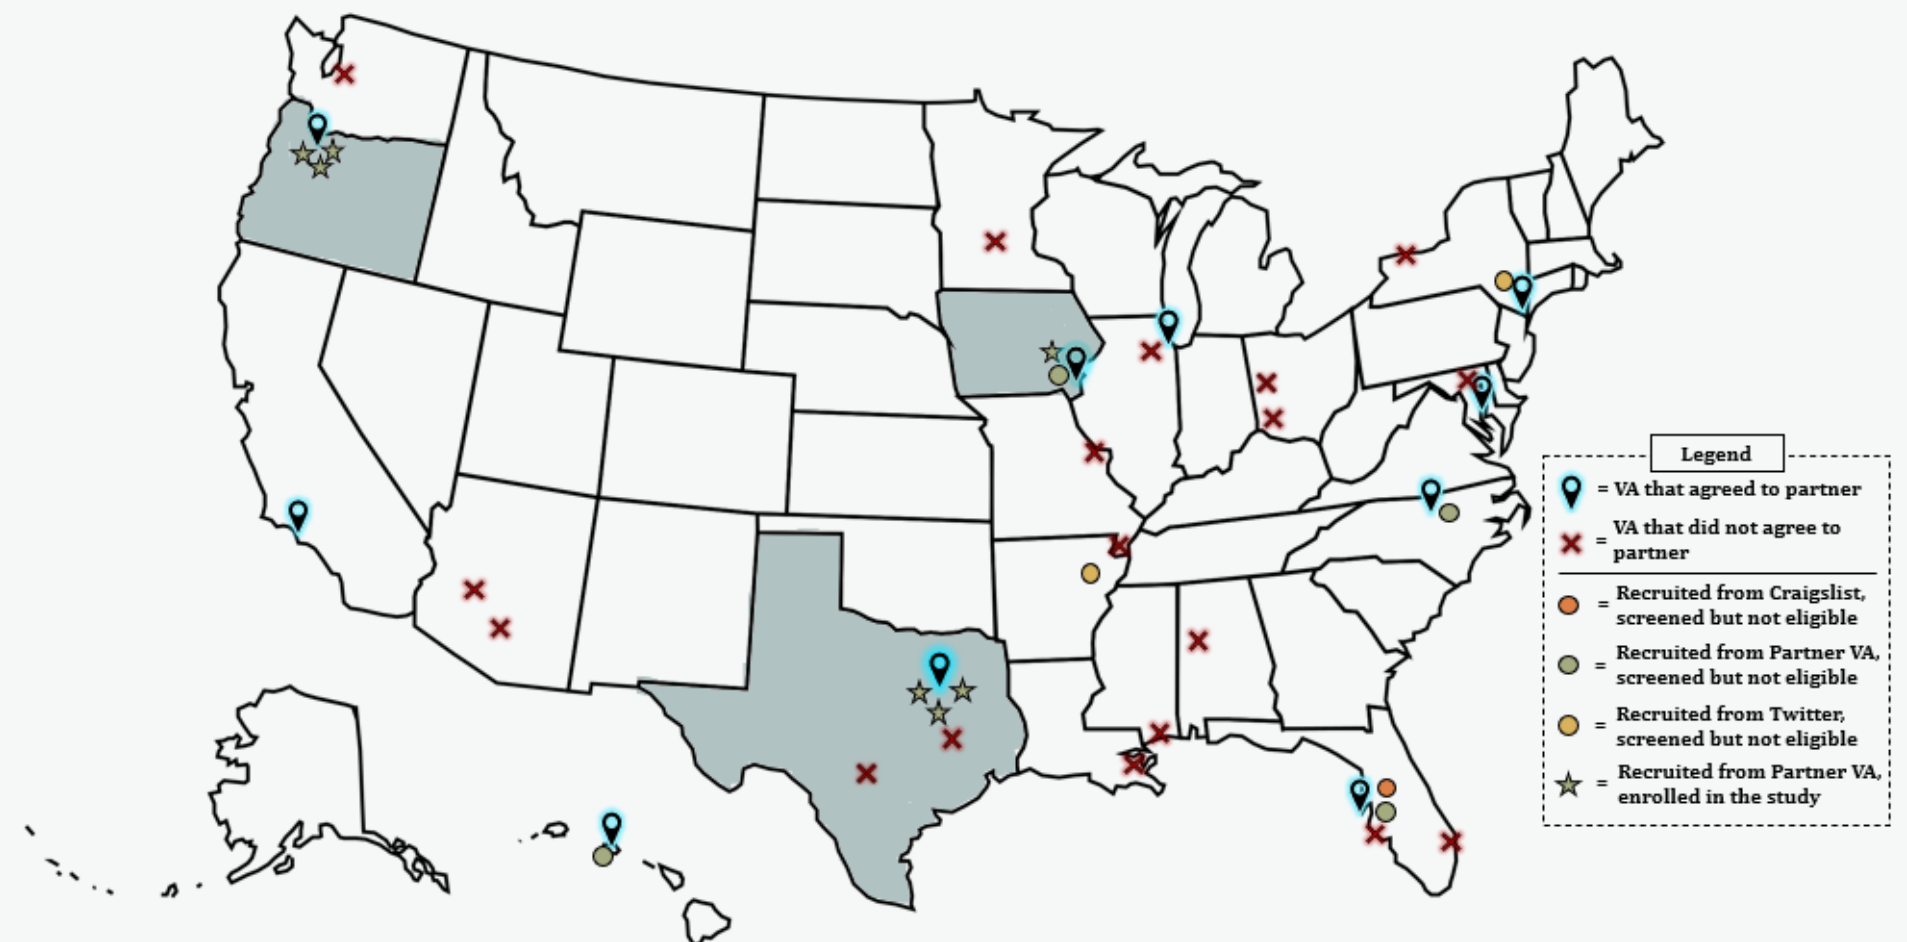 Legend
= VA that agreed to partner
= VA that did not agree to
partner
= Recruited from Craigslist,
screened but not eligible
= Recruited from Partner VA,
screened but not eligible
= Recruited from Twitter,
screened but not eligible
= Recruited from Partner VA,
enrolled in the study